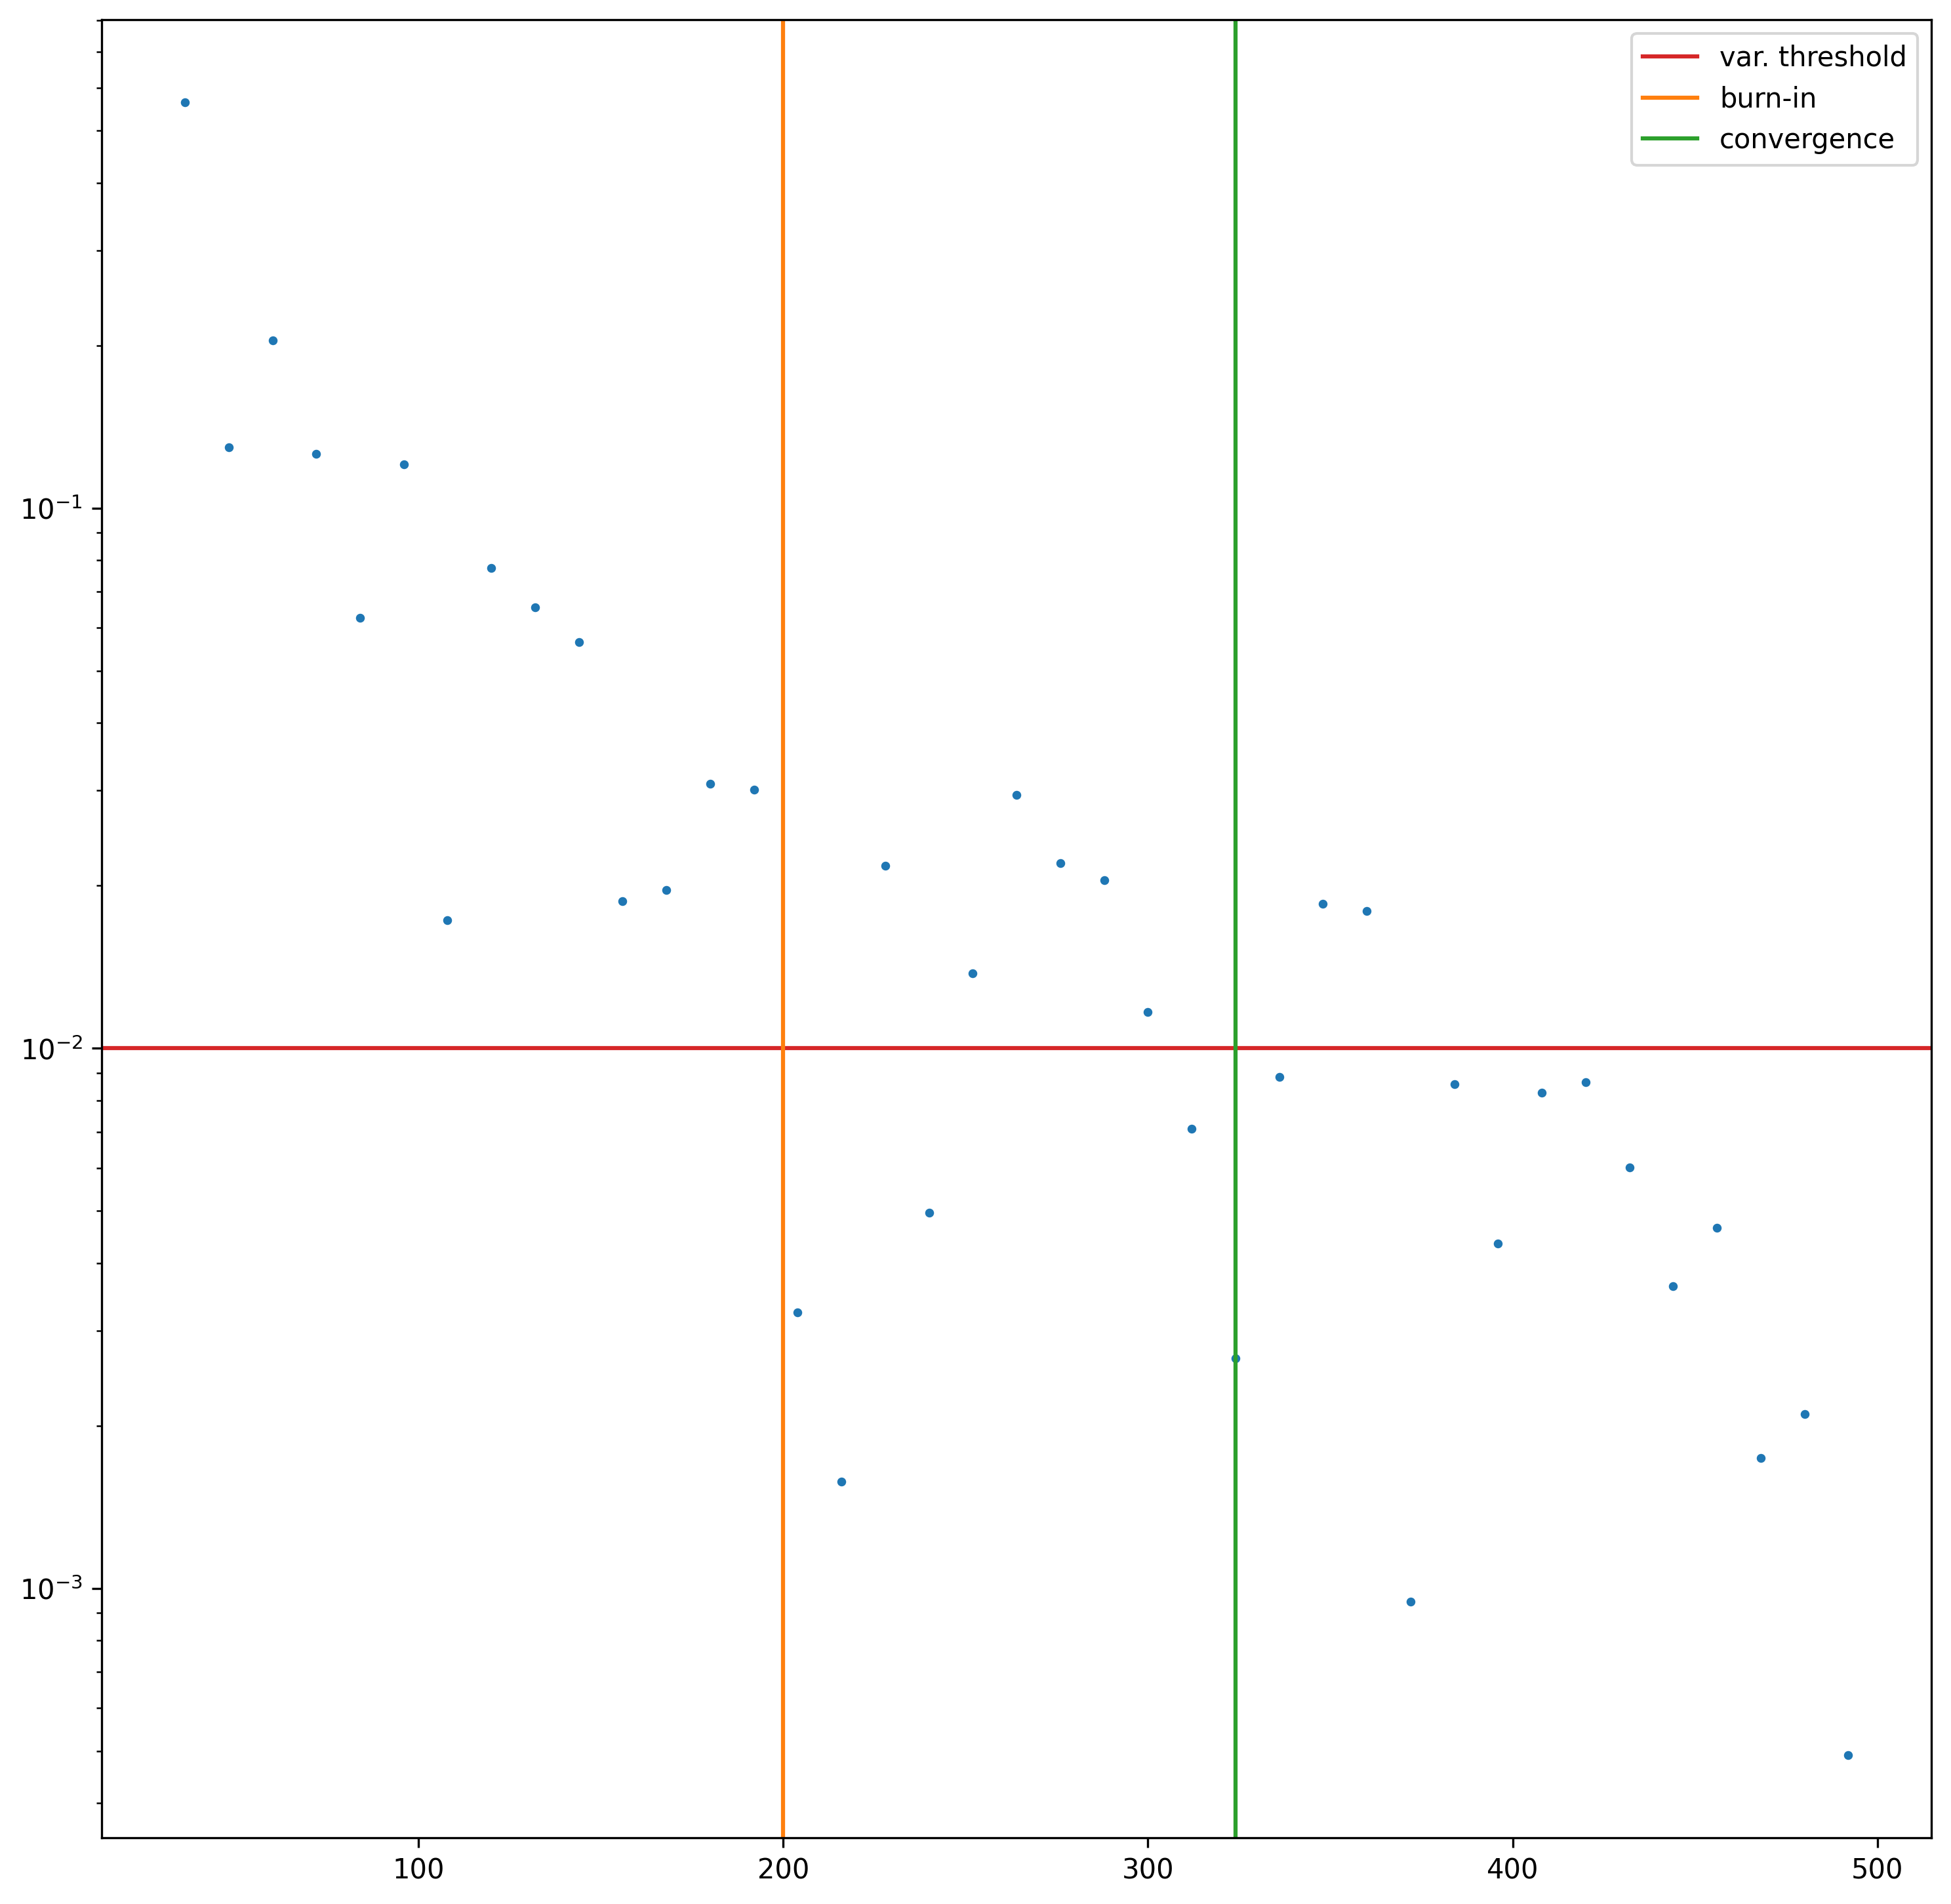 var. threshold
burn-in
convergence
10⁻¹
10⁻²
10⁻³
100 200 300 400 500